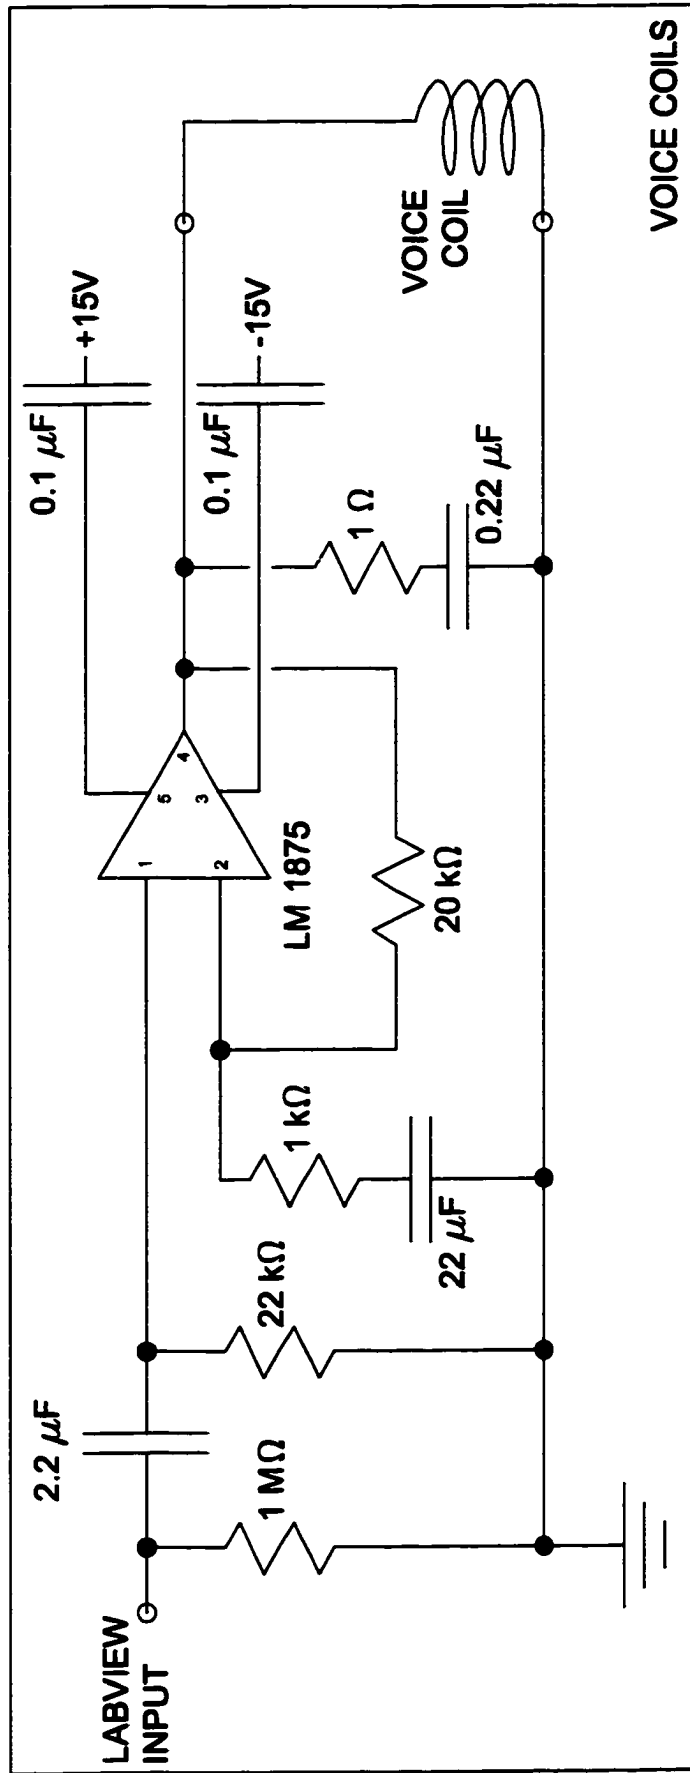 LABVIEW
INPUT
2.2 µF
1 MΩ
22 kΩ
1 kΩ
22 µF
1
2
5
3
4
LM 1875
20 kΩ
0.1 µF
+15V
0.1 µF
-15V
1 Ω
0.22 µF
VOICE
COIL
VOICE COILS